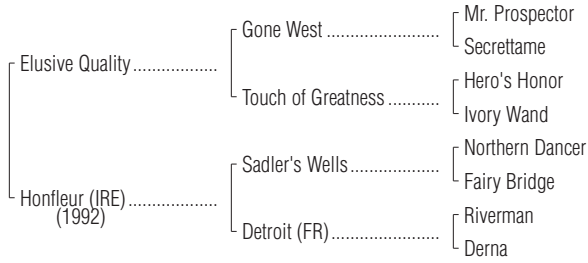 Mr. Prospector
Gone West ........................
Secrettame
Elusive Quality ..................
Hero's Honor
Touch of Greatness ...........
Ivory Wand
Northern Dancer
Sadler's Wells ...................
Fairy Bridge
Honfleur (IRE) ...................
(1992)
Riverman
Detroit (FR) .......................
Derna